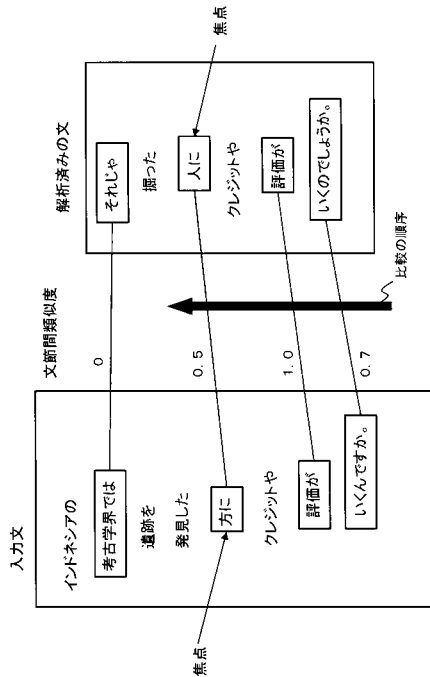 入力文
インドネシアの
考古学界では
遺跡を
発見した
方に
クレジットや
評価が
いくんですか。
焦点
文節間類似度
0
0.5
1.0
0.7
比較の順序
解析済みの文
それじゃ
掘った
人に
クレジットや
評価が
いくのでしょうか。
焦点